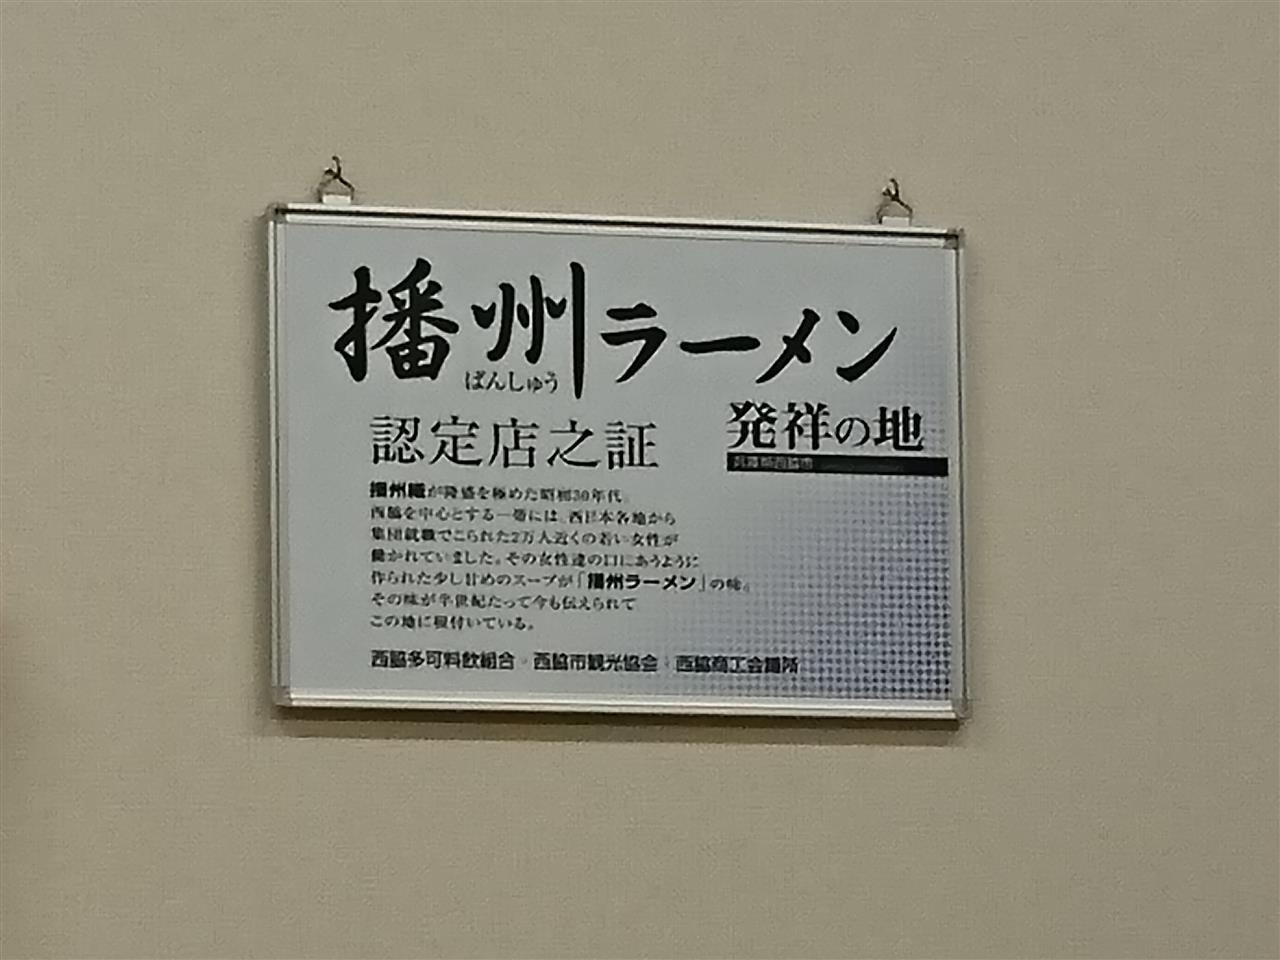 播州ラーメン
ばんしゅう
認定店之証
発祥の地
播州織が隆盛を極めた昭和30年代。
西脇を中心とする一帯には、西日本各地から
集団就職でこられた2万人近くの若い女性が
働かれていました。その女性達の口にあうように
作られた少し甘めのスープが「播州ラーメン」の味。
その味が半世紀たって今も伝えられて
この地に根付いている。
西脇多可料飲組合・西脇市観光協会・西脇商工会議所